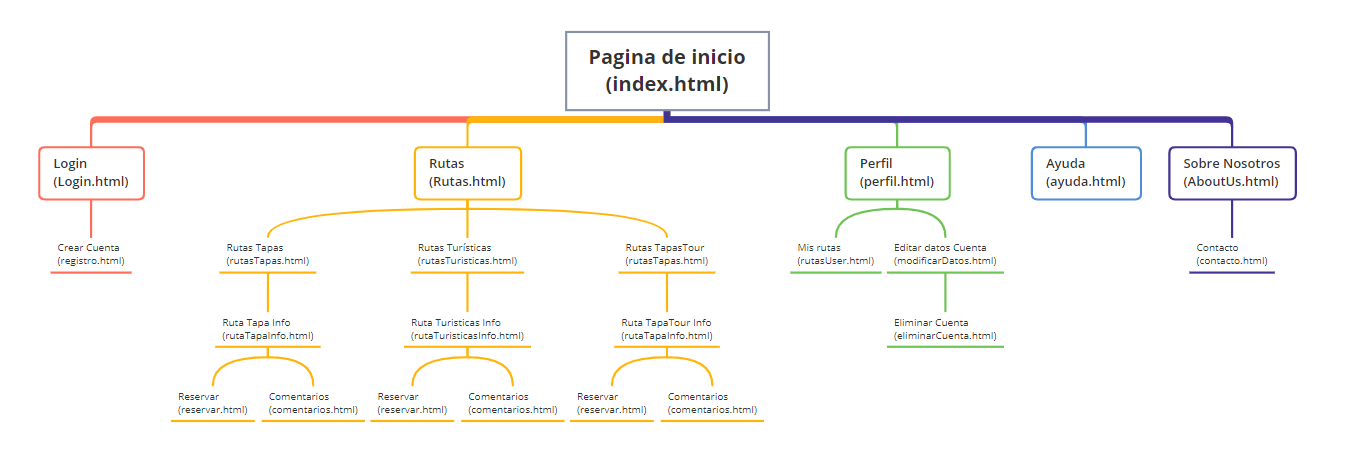 Pagina de inicio
(index.html)
Login
(Login.html)
Rutas
(Rutas.html)
Perfil
(perfil.html)
Ayuda
(ayuda.html)
Sobre Nosotros
(AboutUs.html)
Crear Cuenta
(registro.html)
Rutas Tapas
(rutasTapas.html)
Rutas Turísticas
(rutasTuristicas.html)
Rutas TapasTour
(rutasTapas.html)
Mis rutas
(rutasUser.html)
Editar datos Cuenta
(modificarDatos.html)
Contacto
(contacto.html)
Ruta Tapa Info
(rutaTapaInfo.html)
Ruta Turisticas Info
(rutaTuristicasInfo.html)
Ruta TapaTour Info
(rutaTapaInfo.html)
Eliminar Cuenta
(eliminarCuenta.html)
Reservar
(reservar.html)
Comentarios
(comentarios.html)
Reservar
(reservar.html)
Comentarios
(comentarios.html)
Reservar
(reservar.html)
Comentarios
(comentarios.html)